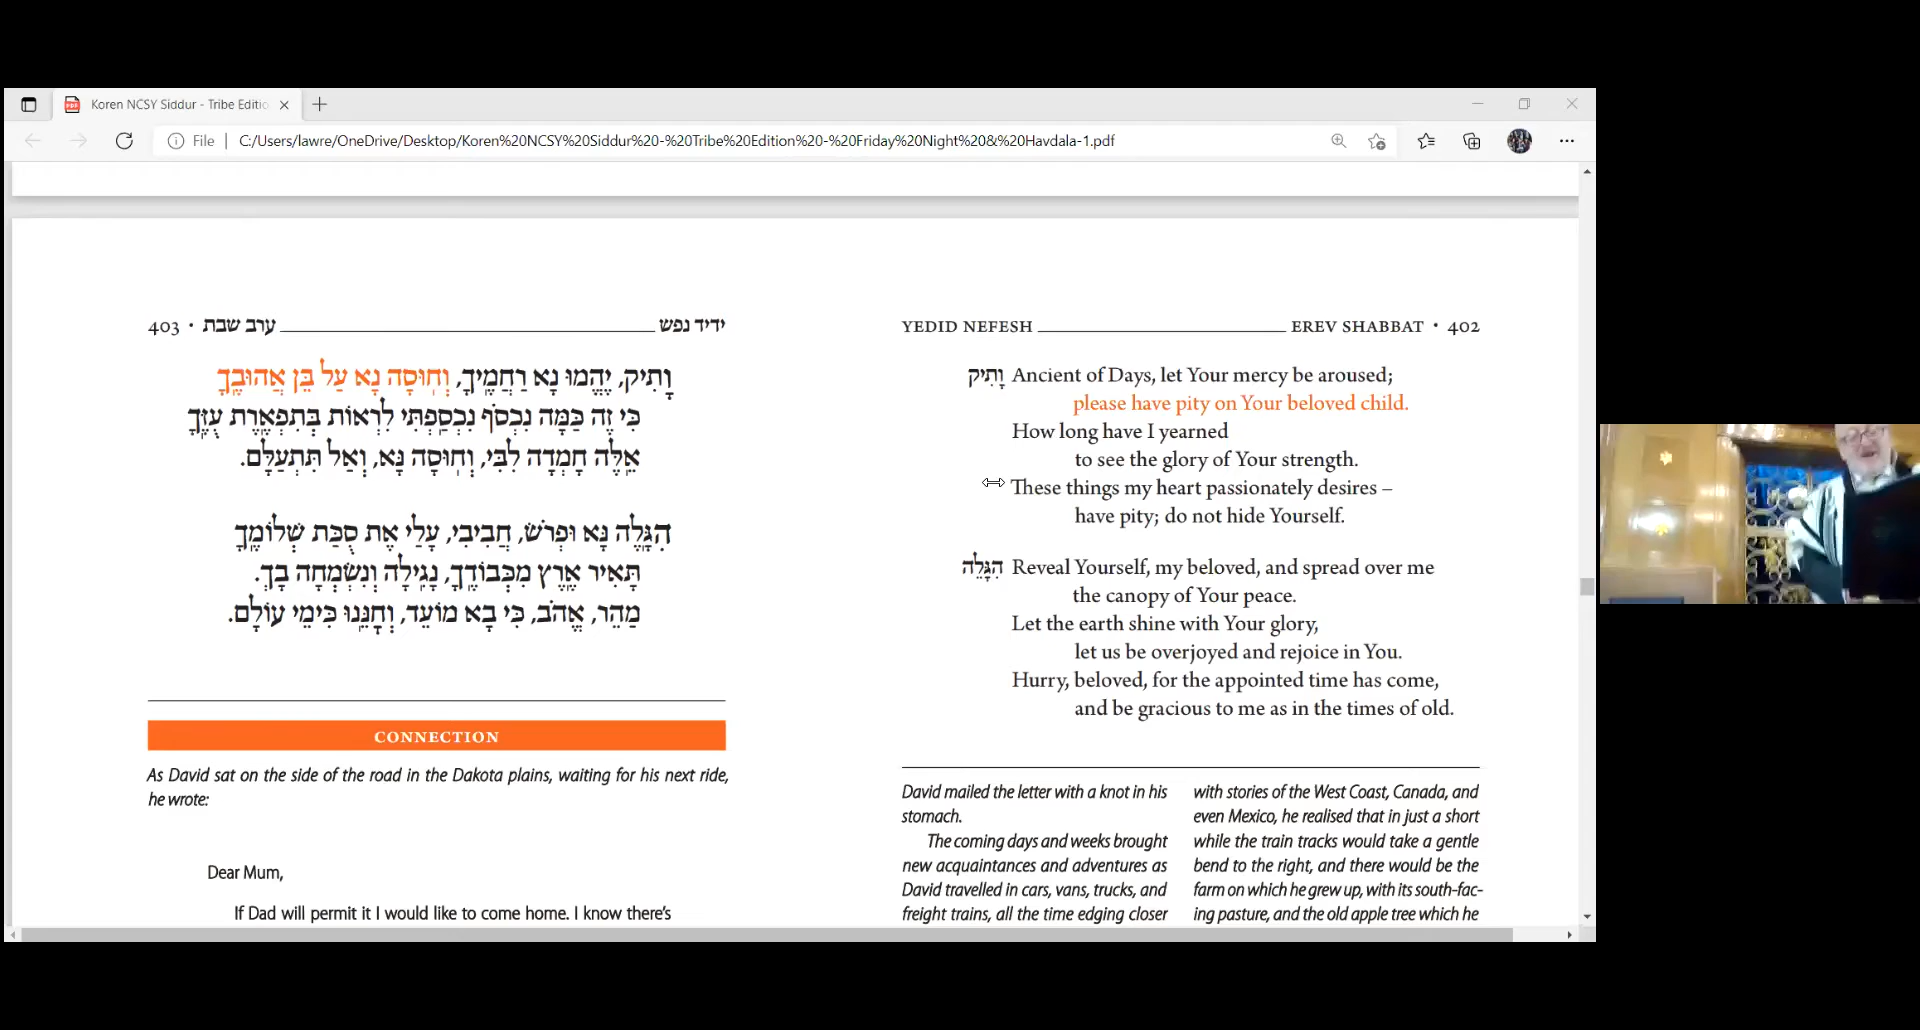 Koren NCSY Siddur - Tribe Editio
File
C:/Users/lawre/OneDrive/Desktop/Koren%20NCSY%20Siddur%20-%20Tribe%20Edition%20-%20Friday%20Night%20&%20Havdala-1.pdf
403 • ערב שבת ידיד נפש
וָתִיק, יֶהֱמוּ נָא רַחֲמֶיךָ, וְחוּסָה נָא עַל בֵּן אֲהוּבֶךָ
כִּי זֶה כַּמָּה נִכְסֹף נִכְסַפְתִּי לִרְאוֹת בְּתִפְאֶרֶת עֻזֶּךָ
אֵלֶּה חָמְדָה לִבִּי, וְחוּסָה נָּא, וְאַל תִּתְעַלָּם.
הִגָּלֶה נָּא וּפְרֹשׂ, חֲבִיבִי, עָלַי אֶת סֻכַּת שְׁלוֹמֶךָ
תָּאִיר אֶרֶץ מִכְּבוֹדֶךָ, נָגִילָה וְנִשְׂמְחָה בָךְ.
מַהֵר, אֱהֹב, כִּי בָא מוֹעֵד, וְחָנֵּנוּ כִּימֵי עוֹלָם.
CONNECTION
As David sat on the side of the road in the Dakota plains, waiting for his next ride,
he wrote:
Dear Mum,
If Dad will permit it I would like to come home. I know there's
YEDID NEFESH EREV SHABBAT • 402
וָתִיק Ancient of Days, let Your mercy be aroused;
please have pity on Your beloved child.
How long have I yearned
to see the glory of Your strength.
These things my heart passionately desires –
have pity; do not hide Yourself.
הִגָּלֵה Reveal Yourself, my beloved, and spread over me
the canopy of Your peace.
Let the earth shine with Your glory,
let us be overjoyed and rejoice in You.
Hurry, beloved, for the appointed time has come,
and be gracious to me as in the times of old.
David mailed the letter with a knot in his
stomach.
The coming days and weeks brought
new acquaintances and adventures as
David travelled in cars, vans, trucks, and
freight trains, all the time edging closer
with stories of the West Coast, Canada, and
even Mexico, he realised that in just a short
while the train tracks would take a gentle
bend to the right, and there would be the
farm on which he grew up, with its south-fac-
ing pasture, and the old apple tree which he